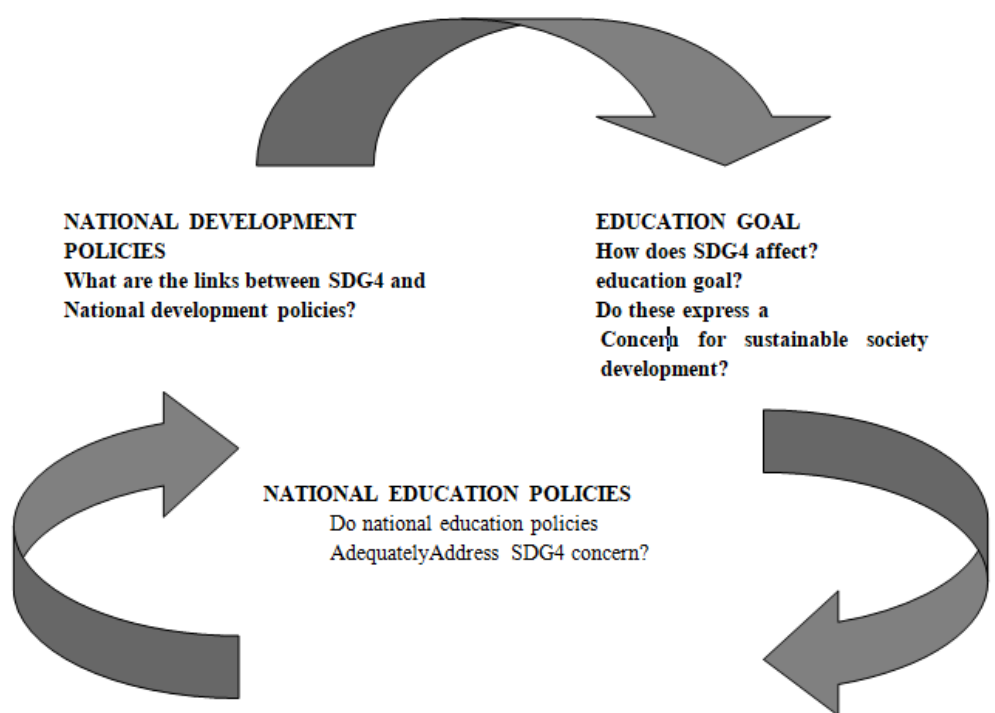 NATIONAL DEVELOPMENT
POLICIES
What are the links between SDG4 and
National development policies?
EDUCATION GOAL
How does SDG4 affect?
education goal?
Do these express a
Concern for sustainable society
development?
NATIONAL EDUCATION POLICIES
Do national education policies
AdequatelyAddress SDG4 concern?